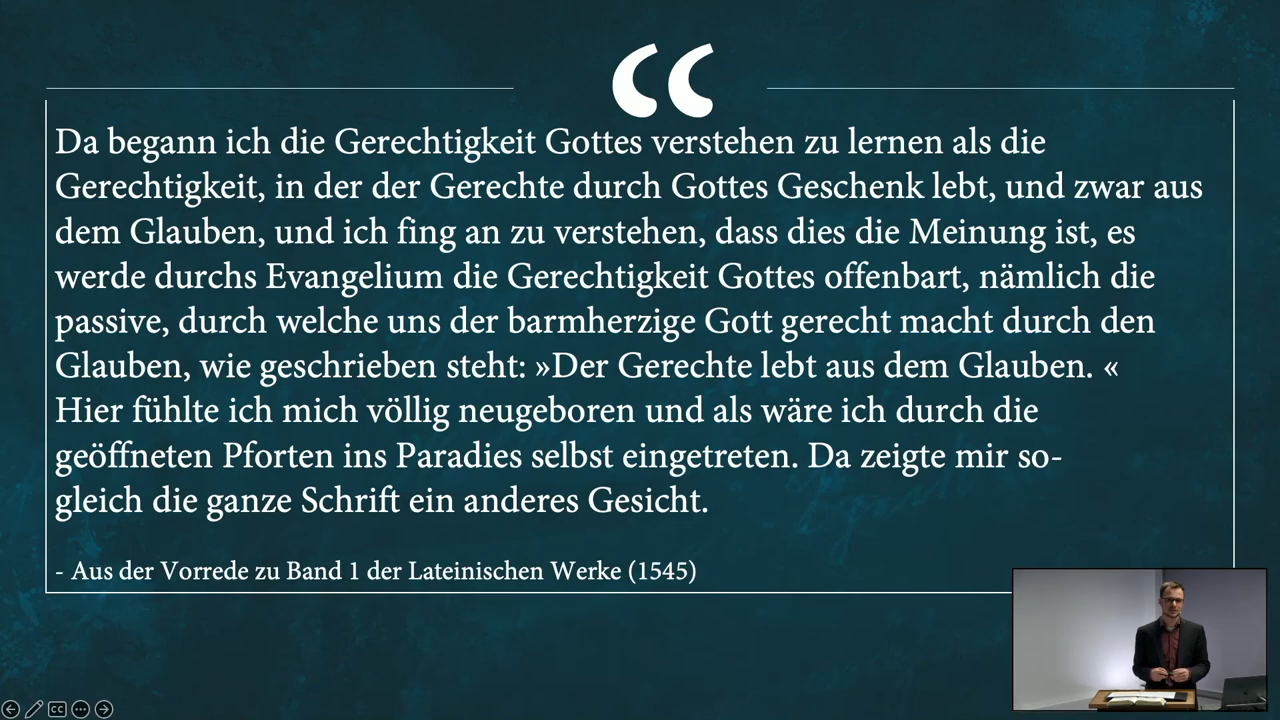 “
Da begann ich die Gerechtigkeit Gottes verstehen zu lernen als die
Gerechtigkeit, in der der Gerechte durch Gottes Geschenk lebt, und zwar aus
dem Glauben, und ich fing an zu verstehen, dass dies die Meinung ist, es
werde durchs Evangelium die Gerechtigkeit Gottes offenbart, nämlich die
passive, durch welche uns der barmherzige Gott gerecht macht durch den
Glauben, wie geschrieben steht: »Der Gerechte lebt aus dem Glauben. «
Hier fühlte ich mich völlig neugeboren und als wäre ich durch die
geöffneten Pforten ins Paradies selbst eingetreten. Da zeigte mir so-
gleich die ganze Schrift ein anderes Gesicht.
- Aus der Vorrede zu Band 1 der Lateinischen Werke (1545)
CC